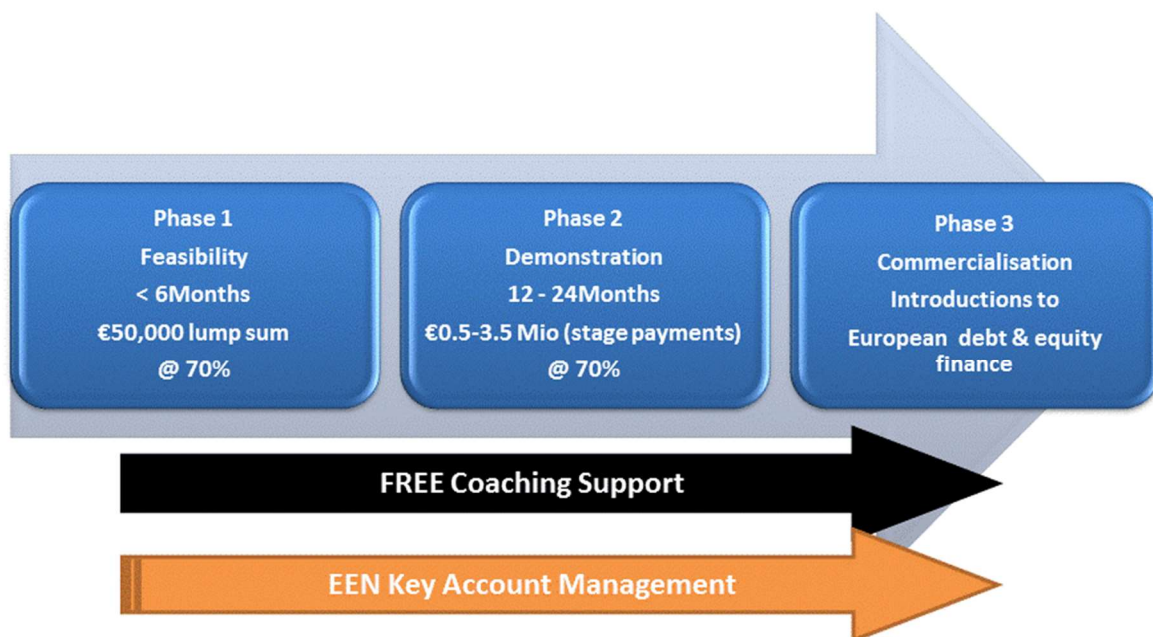 Phase 1
Feasibility
< 6Months
€50,000 lump sum
@ 70%
Phase 2
Demonstration
12 - 24Months
€0.5-3.5 Mio (stage payments)
@ 70%
Phase 3
Commercialisation
Introductions to
European debt & equity
finance
FREE Coaching Support
EEN Key Account Management